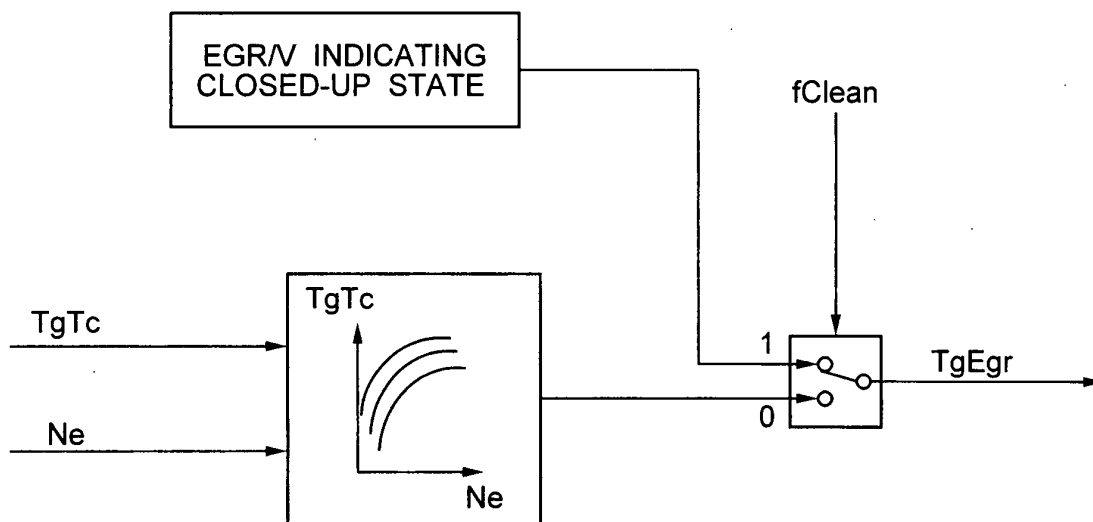 EGR/V INDICATING
CLOSED-UP STATE
fClean
TgTc
TgTc
1
TgEgr
0
Ne
Ne